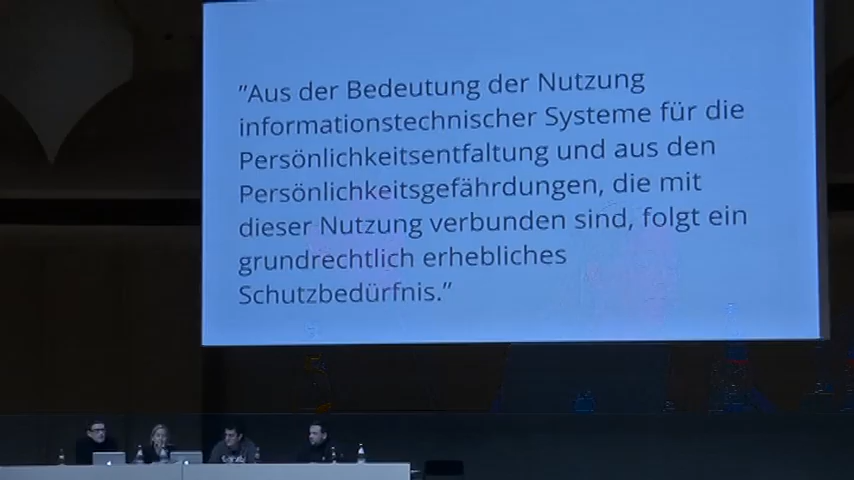 "Aus der Bedeutung der Nutzung
informationstechnischer Systeme für die
Persönlichkeitsentfaltung und aus den
Persönlichkeitsgefährdungen, die mit
dieser Nutzung verbunden sind, folgt ein
grundrechtlich erhebliches
Schutzbedürfnis."